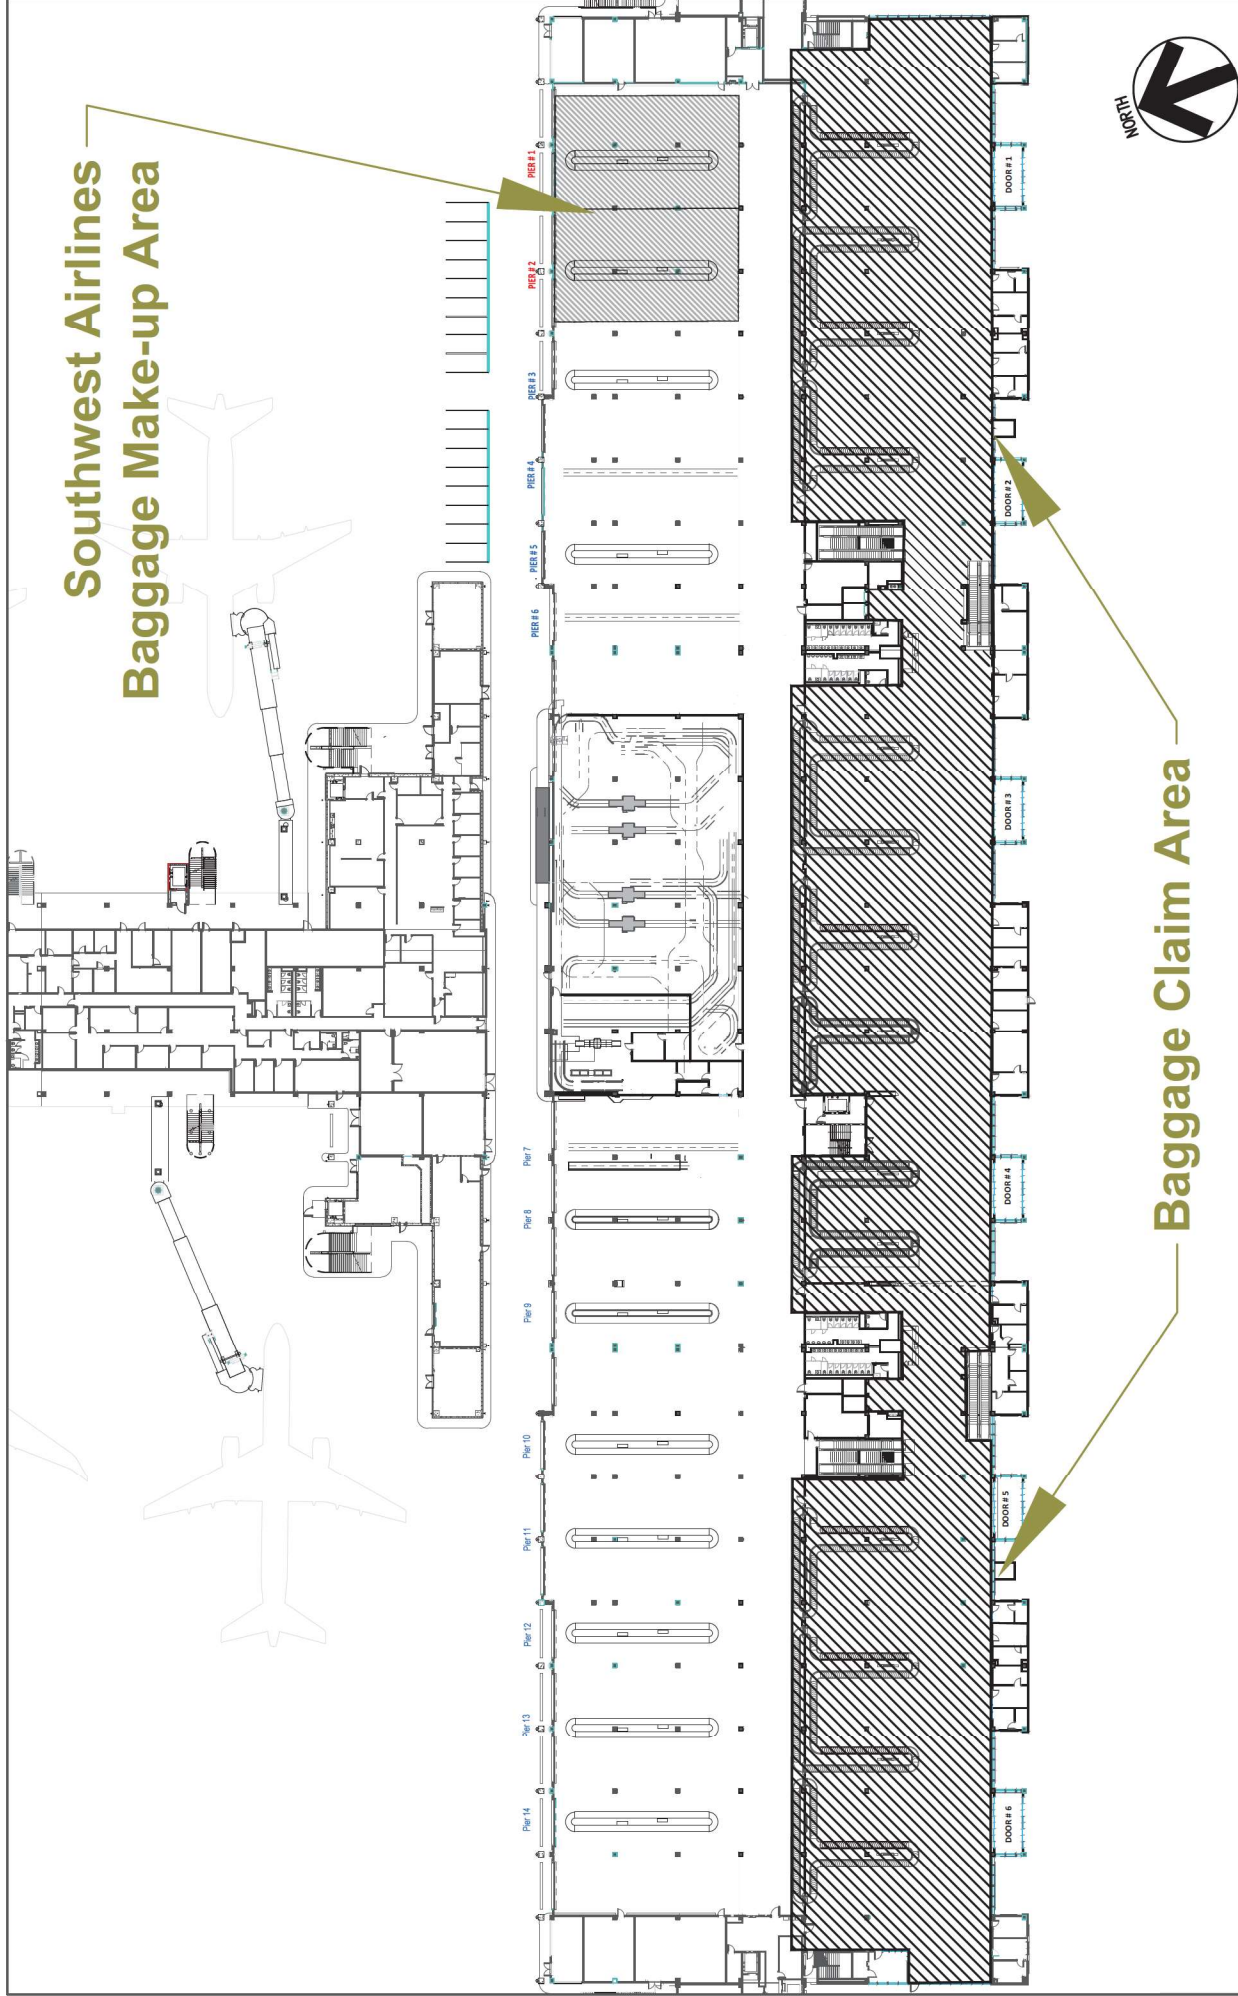 Southwest Airlines
Baggage Make-up Area
NORTH
PIER # 1
PIER # 2
PIER # 3
PIER # 4
PIER # 5
PIER # 6
Pier 7
Pier 8
Pier 9
Pier 10
Pier 11
Pier 12
Pier 13
Pier 14
DOOR # 1
DOOR # 2
DOOR # 3
DOOR # 4
DOOR # 5
DOOR # 6
Baggage Claim Area